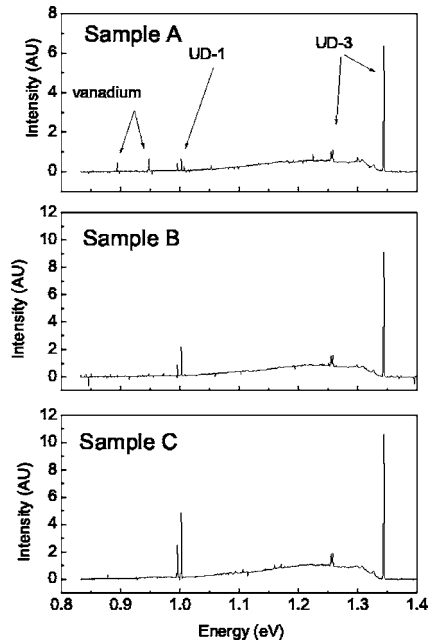 Sample A
UD-1
UD-3
vanadium
Intensity (AU)
8
6
4
2
0
Sample B
Intensity (AU)
12
10
8
6
4
2
0
Sample C
Intensity (AU)
12
10
8
6
4
2
0
0.8 0.9 1.0 1.1 1.2 1.3 1.4
Energy (eV)